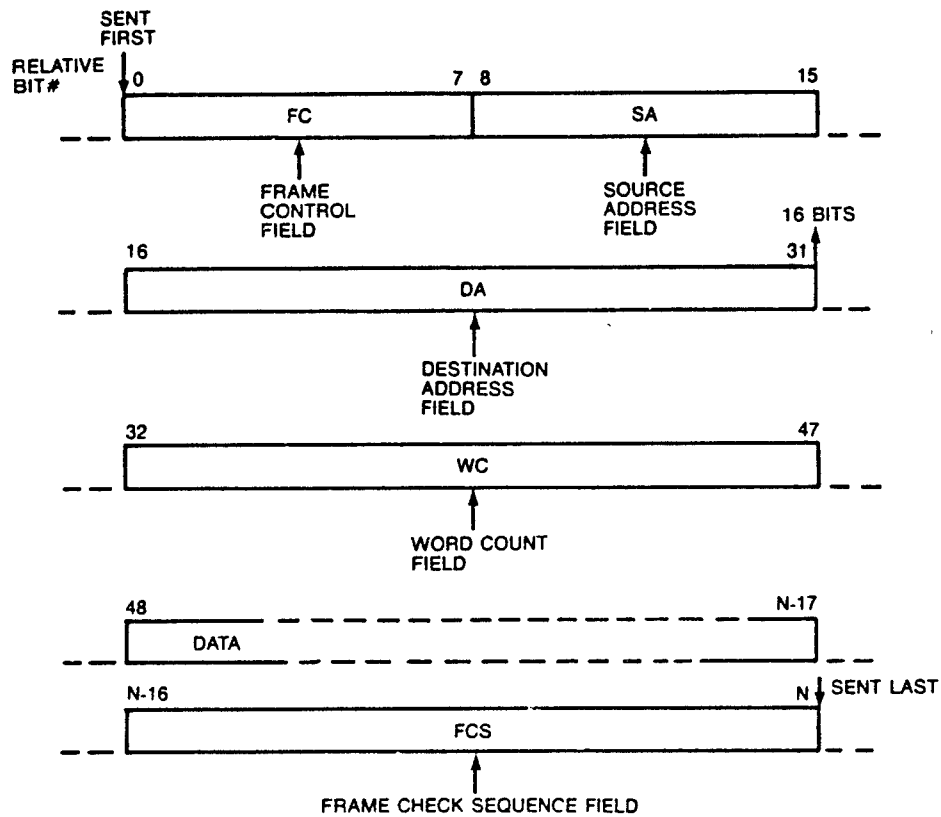 SENT
FIRST
RELATIVE
BIT#
0 7 8 15
FC SA
FRAME
CONTROL
FIELD
SOURCE
ADDRESS
FIELD
16 BITS
16 31
DA
DESTINATION
ADDRESS
FIELD
32 47
WC
WORD COUNT
FIELD
48 N-17
DATA
N-16 N SENT LAST
FCS
FRAME CHECK SEQUENCE FIELD